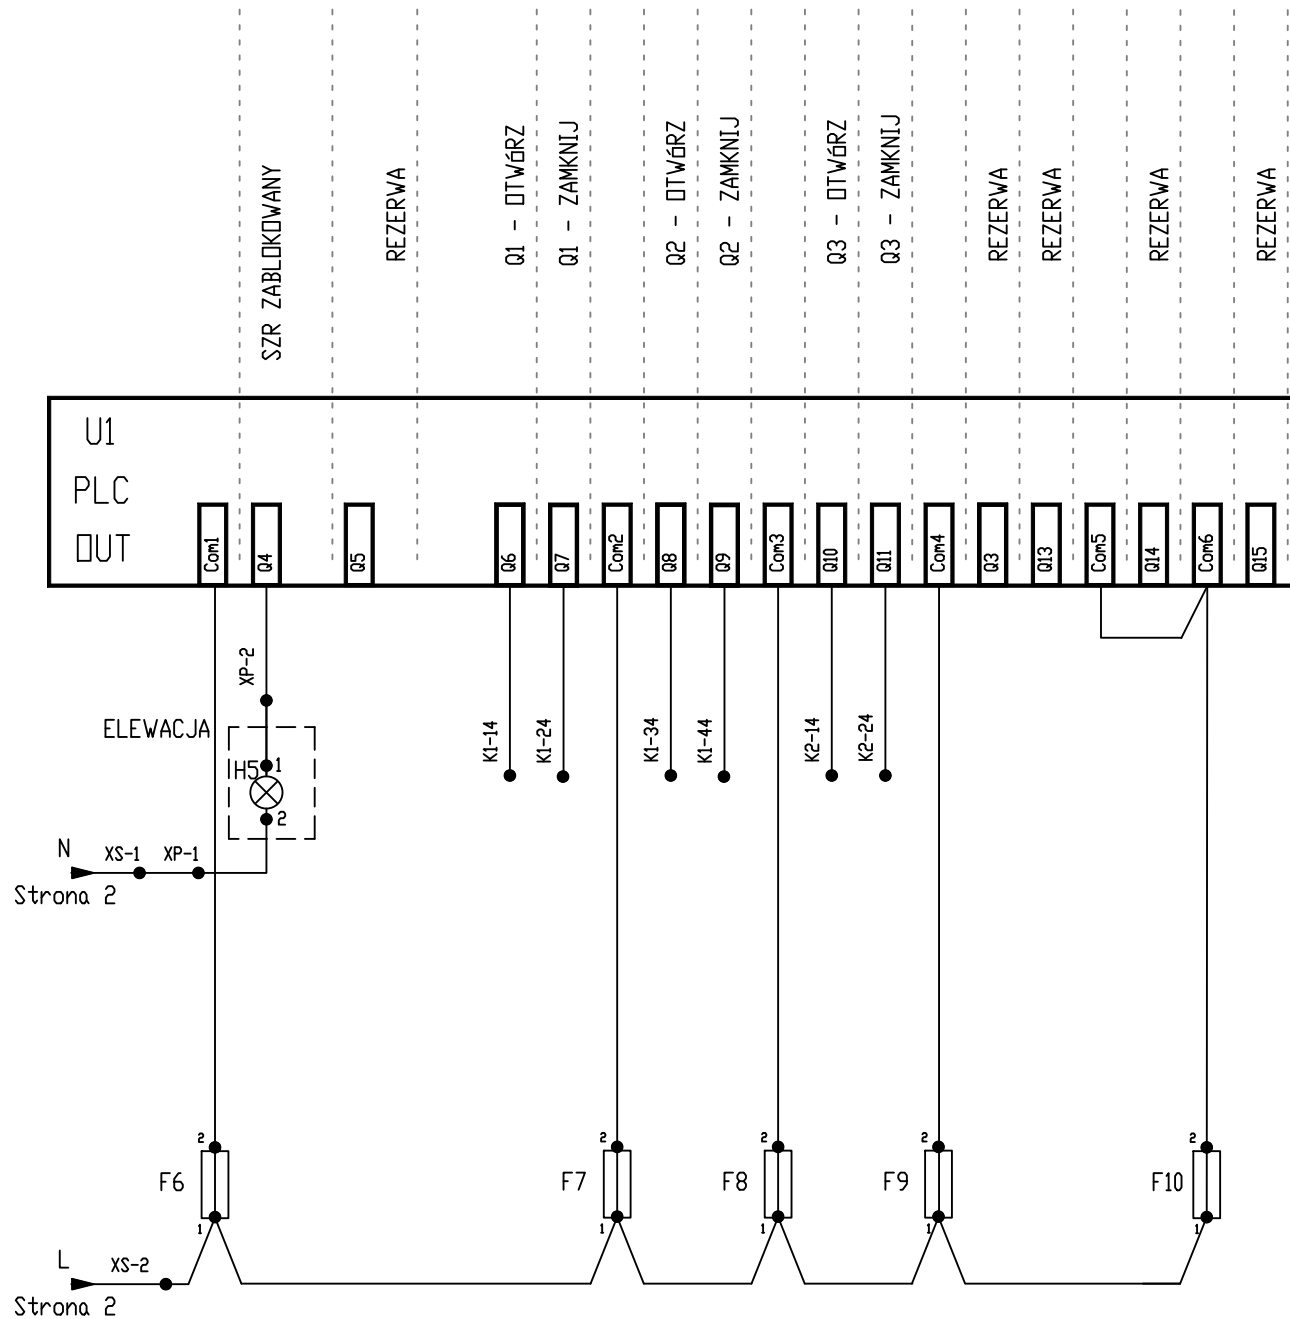 SZR ZABLOKOWANY
REZERWA
Q1 - OTWóRZ
Q1 - ZAMKNIJ
Q2 - OTWóRZ
Q2 - ZAMKNIJ
Q3 - OTWóRZ
Q3 - ZAMKNIJ
REZERWA
REZERWA
REZERWA
REZERWA
U1
PLC
OUT
Com1
Q4
Q5
Q6
Q7
Com2
Q8
Q9
Com3
Q10
Q11
Com4
Q3
Q13
Com5
Q14
Com6
Q15
XP-2
ELEWACJA
H5
1
2
K1-14
K1-24
K1-34
K1-44
K2-14
K2-24
N
XS-1
XP-1
Strona 2
2
F6
1
2
F7
1
2
F8
1
2
F9
1
2
F10
1
L
XS-2
Strona 2